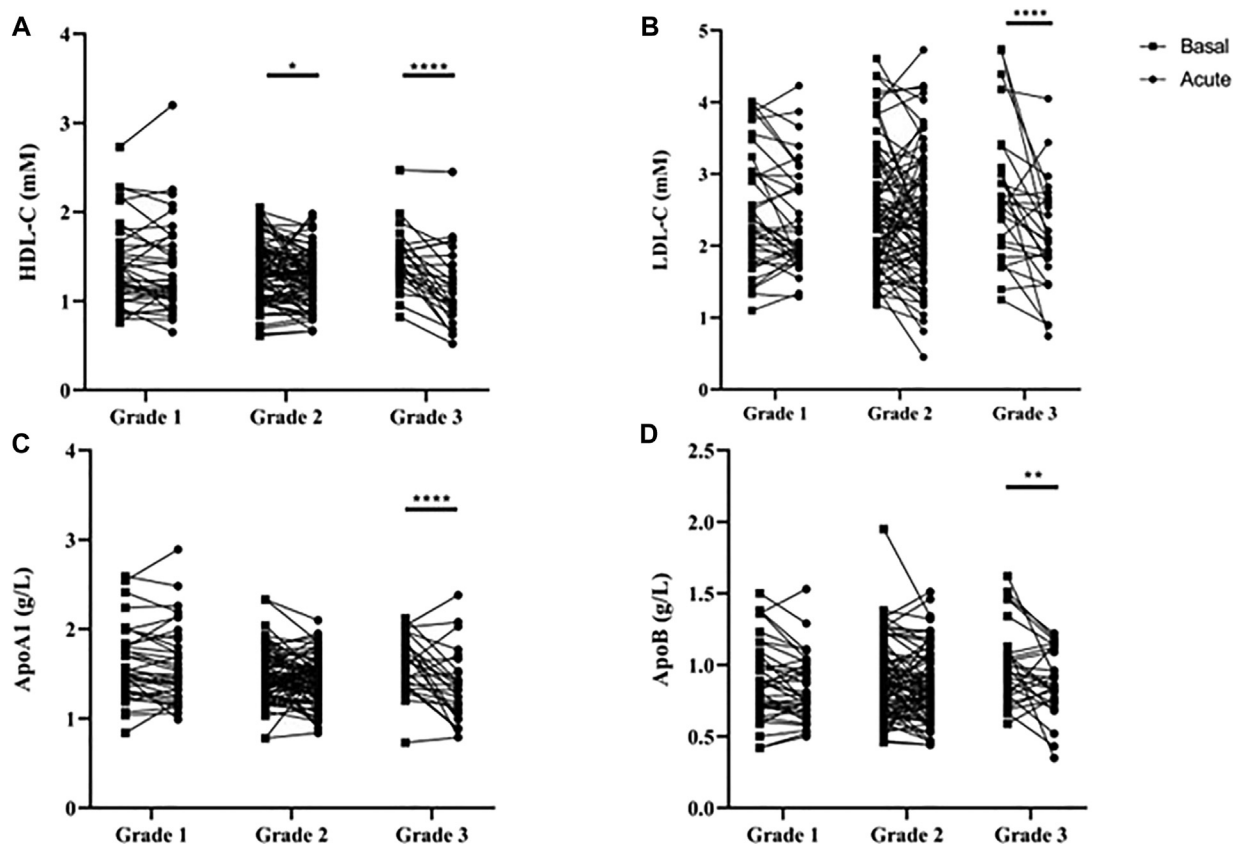 A
HDL-C (mM)
4
3
2
1
0
*
****
Grade 1
Grade 2
Grade 3
B
LDL-C (mM)
5
4
3
2
1
0
****
Grade 1
Grade 2
Grade 3
Basal
Acute
C
ApoA1 (g/L)
4
3
2
1
0
****
Grade 1
Grade 2
Grade 3
D
ApoB (g/L)
2.5
2.0
1.5
1.0
0.5
0.0
**
Grade 1
Grade 2
Grade 3